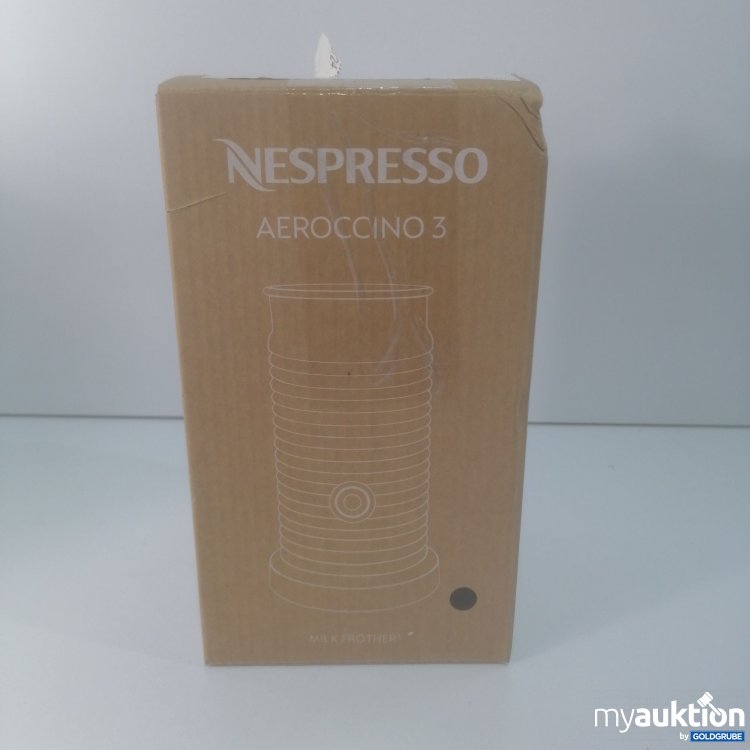 NESPRESSO
AEROCCINO 3
MILK FROTHER
myauktion
by GOLDGRUBE